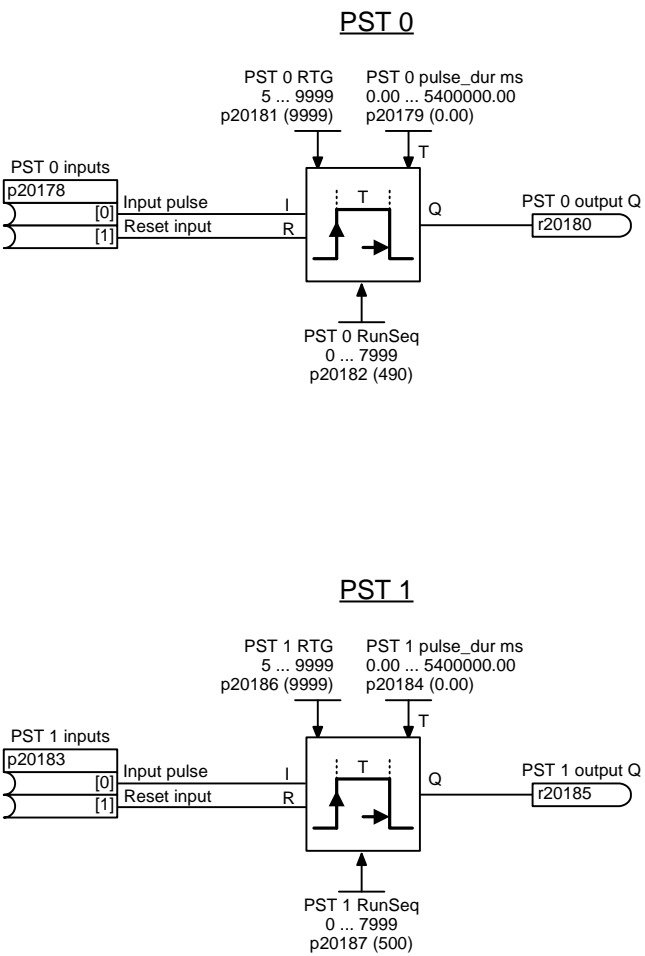 PST 0
PST 0 RTG
5 ... 9999
p20181 (9999)
PST 0 pulse_dur ms
0.00 ... 5400000.00
p20179 (0.00)
T
PST 0 inputs
p20178
[0]
[1]
Input pulse
Reset input
I
R
T
Q
PST 0 output Q
r20180
PST 0 RunSeq
0 ... 7999
p20182 (490)
PST 1
PST 1 RTG
5 ... 9999
p20186 (9999)
PST 1 pulse_dur ms
0.00 ... 5400000.00
p20184 (0.00)
T
PST 1 inputs
p20183
[0]
[1]
Input pulse
Reset input
I
R
T
Q
PST 1 output Q
r20185
PST 1 RunSeq
0 ... 7999
p20187 (500)